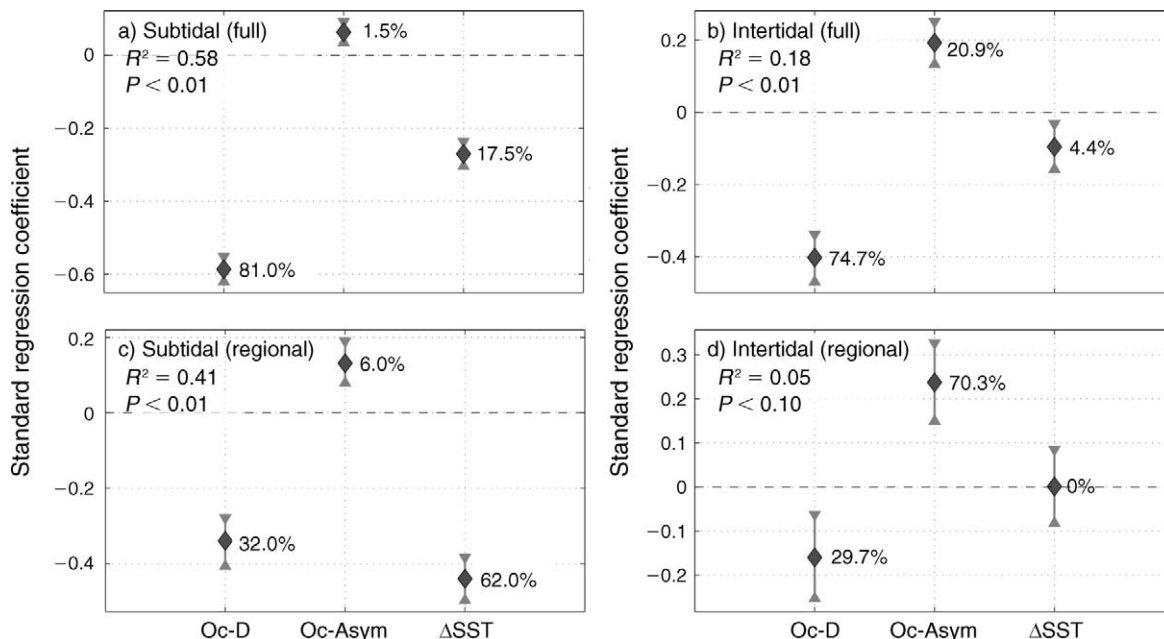 a) Subtidal (full)
R² = 0.58
P < 0.01
1.5%
17.5%
81.0%
0
−0.2
−0.4
−0.6
Standard regression coefficient
b) Intertidal (full)
R² = 0.18
P < 0.01
20.9%
4.4%
74.7%
0.2
0
−0.2
−0.4
Standard regression coefficient
c) Subtidal (regional)
R² = 0.41
P < 0.01
6.0%
32.0%
62.0%
0.2
0
−0.2
−0.4
Oc-D Oc-Asym ΔSST
d) Intertidal (regional)
R² = 0.05
P < 0.10
70.3%
0%
29.7%
0.3
0.2
0.1
0
−0.1
−0.2
Oc-D Oc-Asym ΔSST